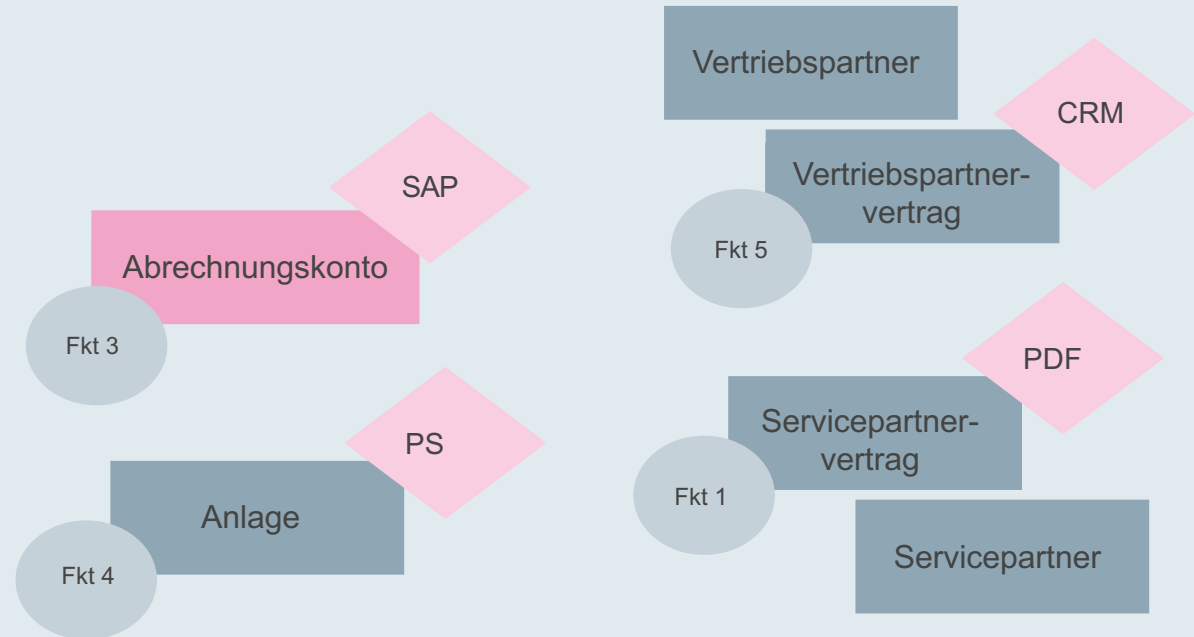 SAP
Abrechnungskonto
Fkt 3
PS
Anlage
Fkt 4
Vertriebspartner
CRM
Vertriebspartner-
vertrag
Fkt 5
PDF
Servicepartner-
vertrag
Fkt 1
Servicepartner